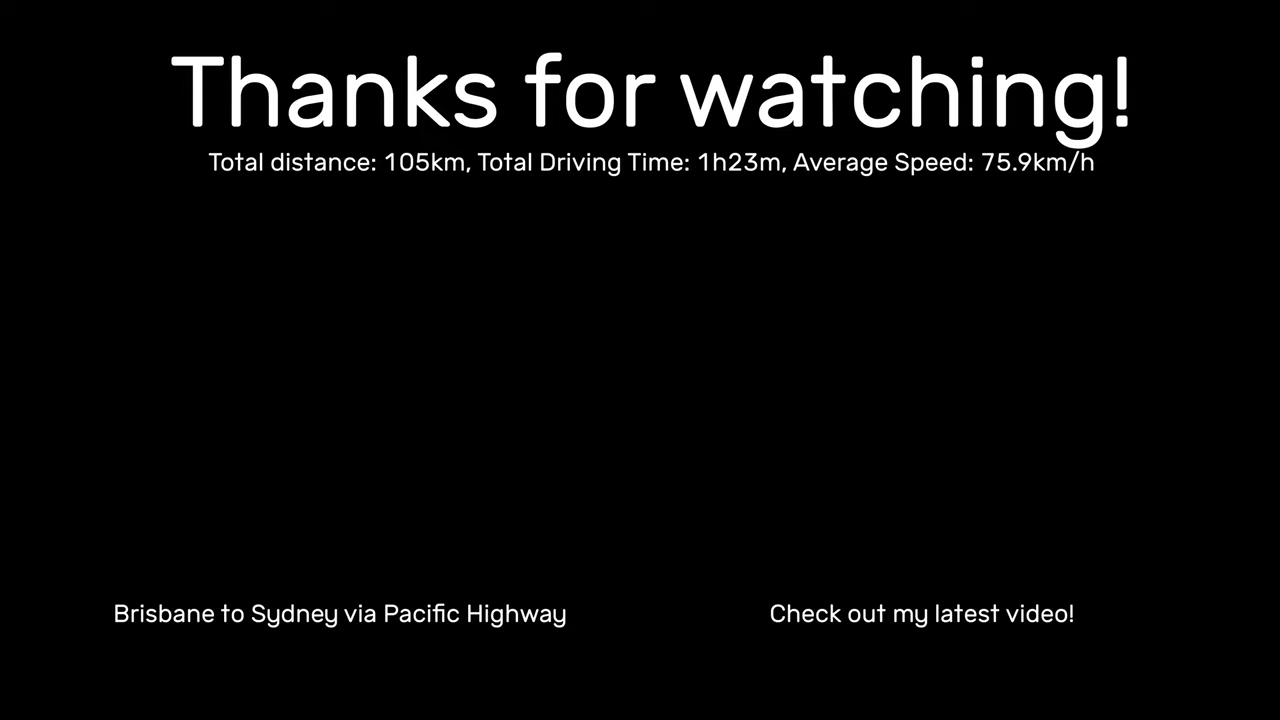 Thanks for watching!
Total distance: 105km, Total Driving Time: 1h23m, Average Speed: 75.9km/h
Brisbane to Sydney via Pacific Highway
Check out my latest video!